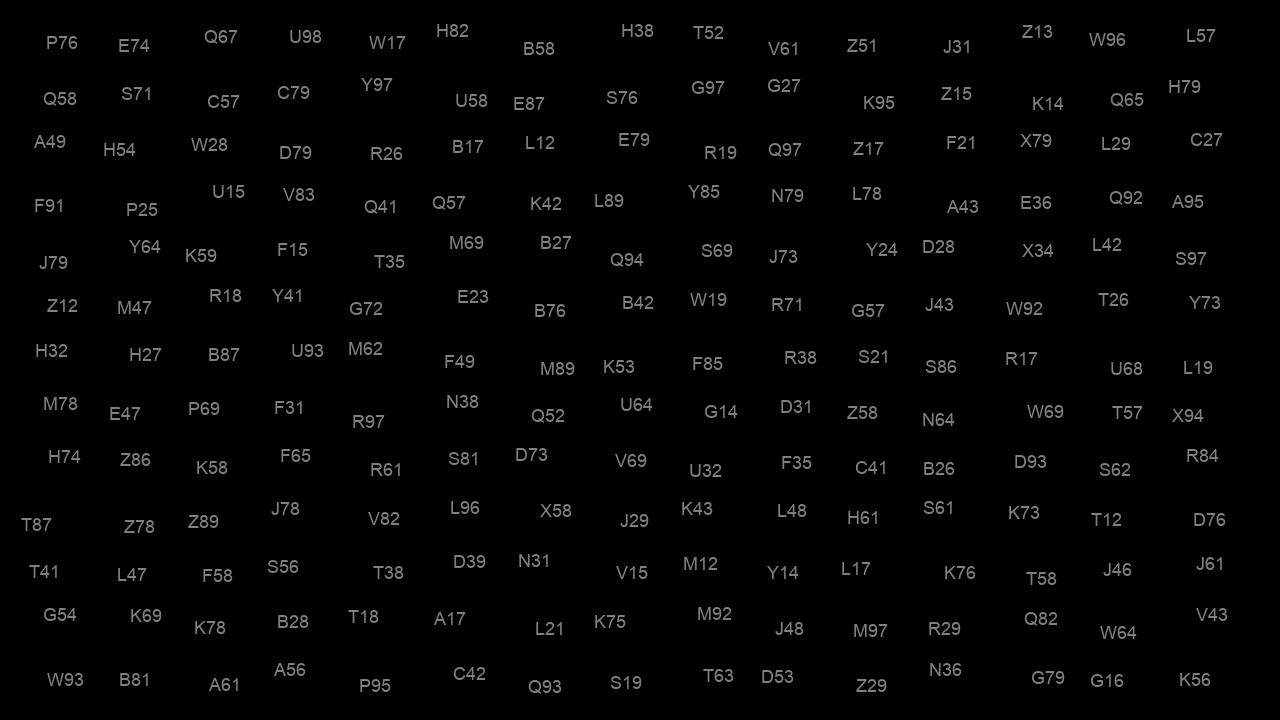 P76 E74 Q67 U98 W17 H82 B58 H38 T52 V61 Z51 J31 Z13 W96 L57
Q58 S71 C57 C79 Y97 U58 E87 S76 G97 G27 K95 Z15 K14 Q65 H79
A49 H54 W28 D79 R26 B17 L12 E79 R19 Q97 Z17 F21 X79 L29 C27
F91 P25 U15 V83 Q41 Q57 K42 L89 Y85 N79 L78 A43 E36 Q92 A95
J79 Y64 K59 F15 T35 M69 B27 Q94 S69 J73 Y24 D28 X34 L42 S97
Z12 M47 R18 Y41 G72 E23 B76 B42 W19 R71 G57 J43 W92 T26 Y73
H32 H27 B87 U93 M62 F49 M89 K53 F85 R38 S21 S86 R17 U68 L19
M78 E47 P69 F31 R97 N38 Q52 U64 G14 D31 Z58 N64 W69 T57 X94
H74 Z86 K58 F65 R61 S81 D73 V69 U32 F35 C41 B26 D93 S62 R84
T87 Z78 Z89 J78 V82 L96 X58 J29 K43 L48 H61 S61 K73 T12 D76
T41 L47 F58 S56 T38 D39 N31 V15 M12 Y14 L17 K76 T58 J46 J61
G54 K69 K78 B28 T18 A17 L21 K75 M92 J48 M97 R29 Q82 W64 V43
W93 B81 A61 A56 P95 C42 Q93 S19 T63 D53 Z29 N36 G79 G16 K56